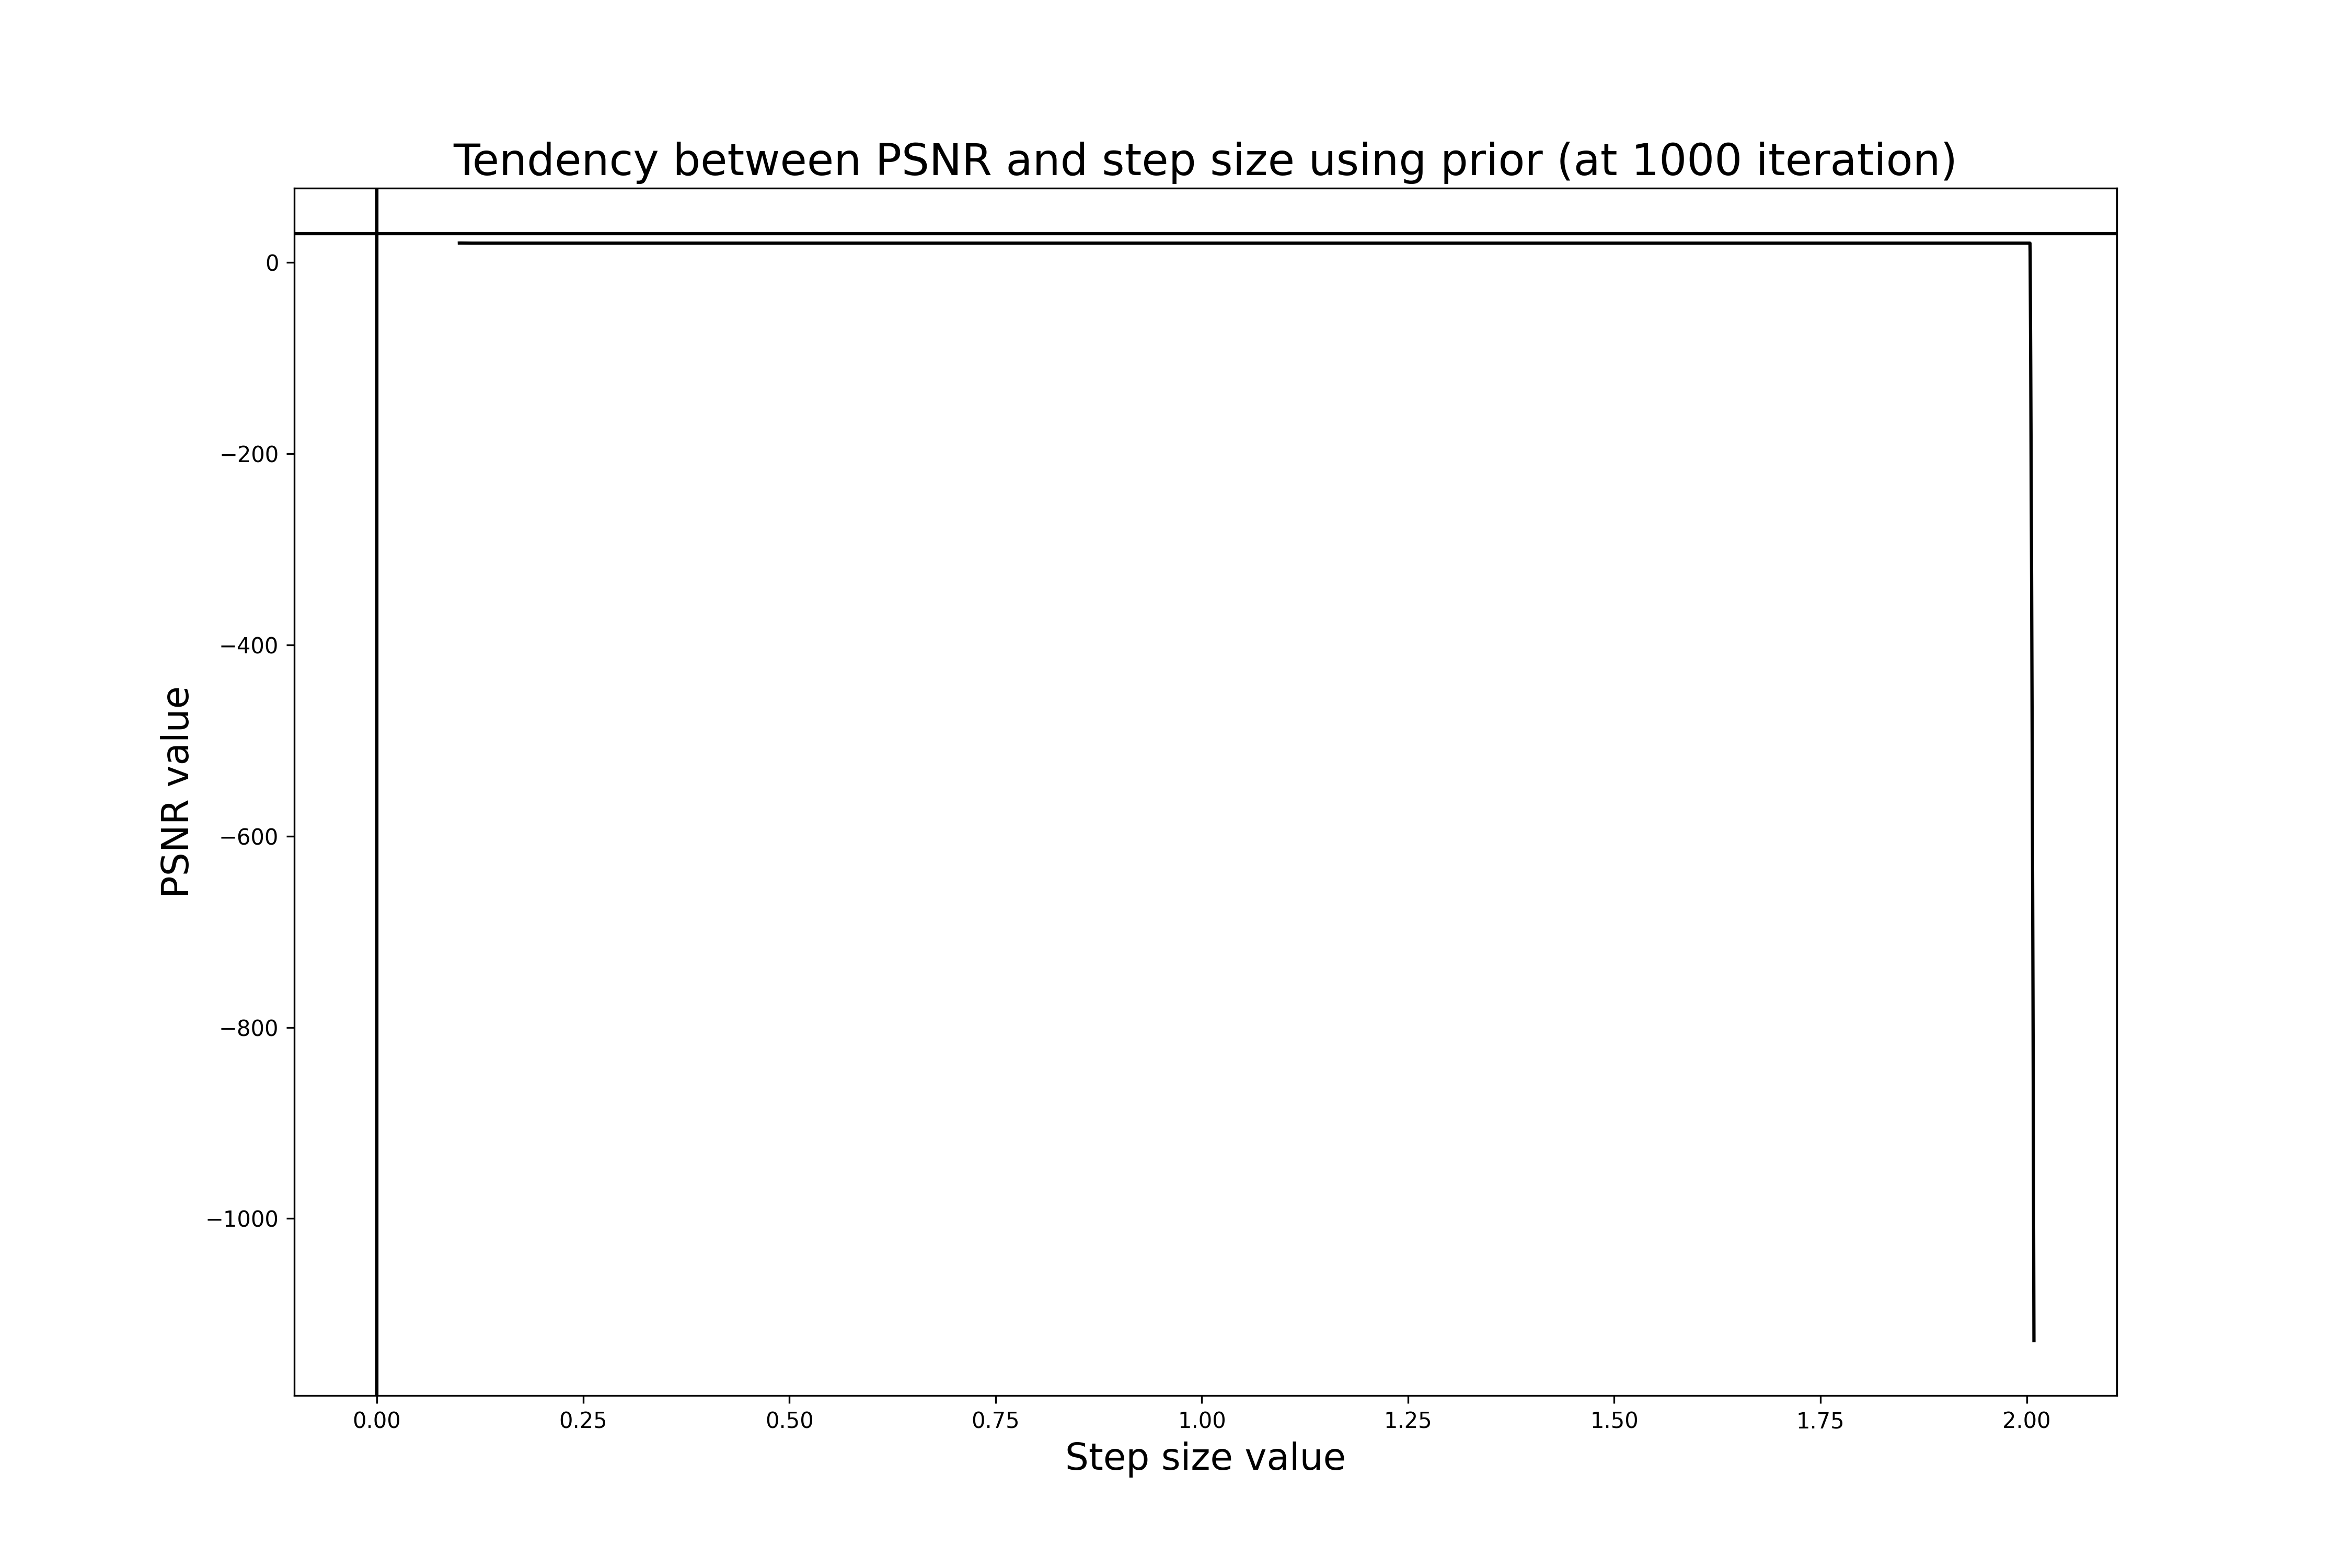 Tendency between PSNR and step size using prior (at 1000 iteration)
0
−200
−400
−600
−800
−1000
PSNR value
0.00 0.25 0.50 0.75 1.00 1.25 1.50 1.75 2.00
Step size value